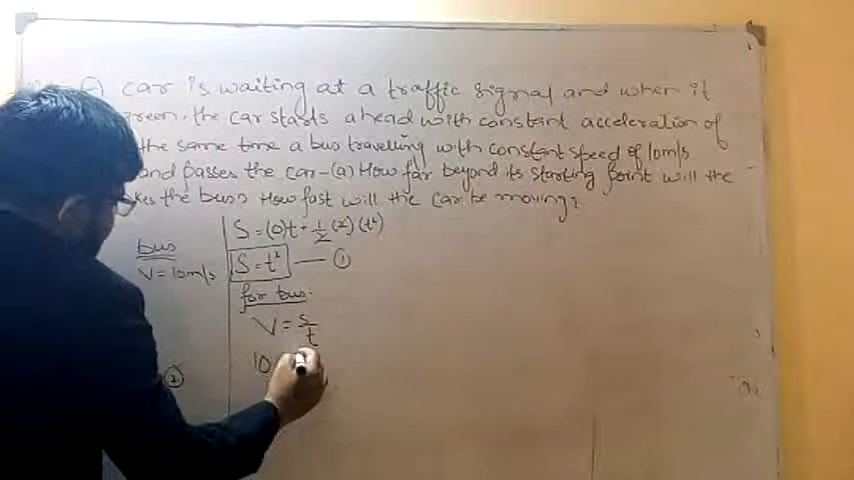 A car is waiting at a traffic signal and when it
green, the car starts ahead with constant acceleration of
the same time a bus travelling with constant speed of 10m/s
and passes the car-(a) How far beyond its starting point will the
kes the bus? How fast will the car be moving?
bus
V = 10m/s
S = (0)t + 1/2 (2) (t²)
S = t² —— ①
for bus:
V = s/t
10
②